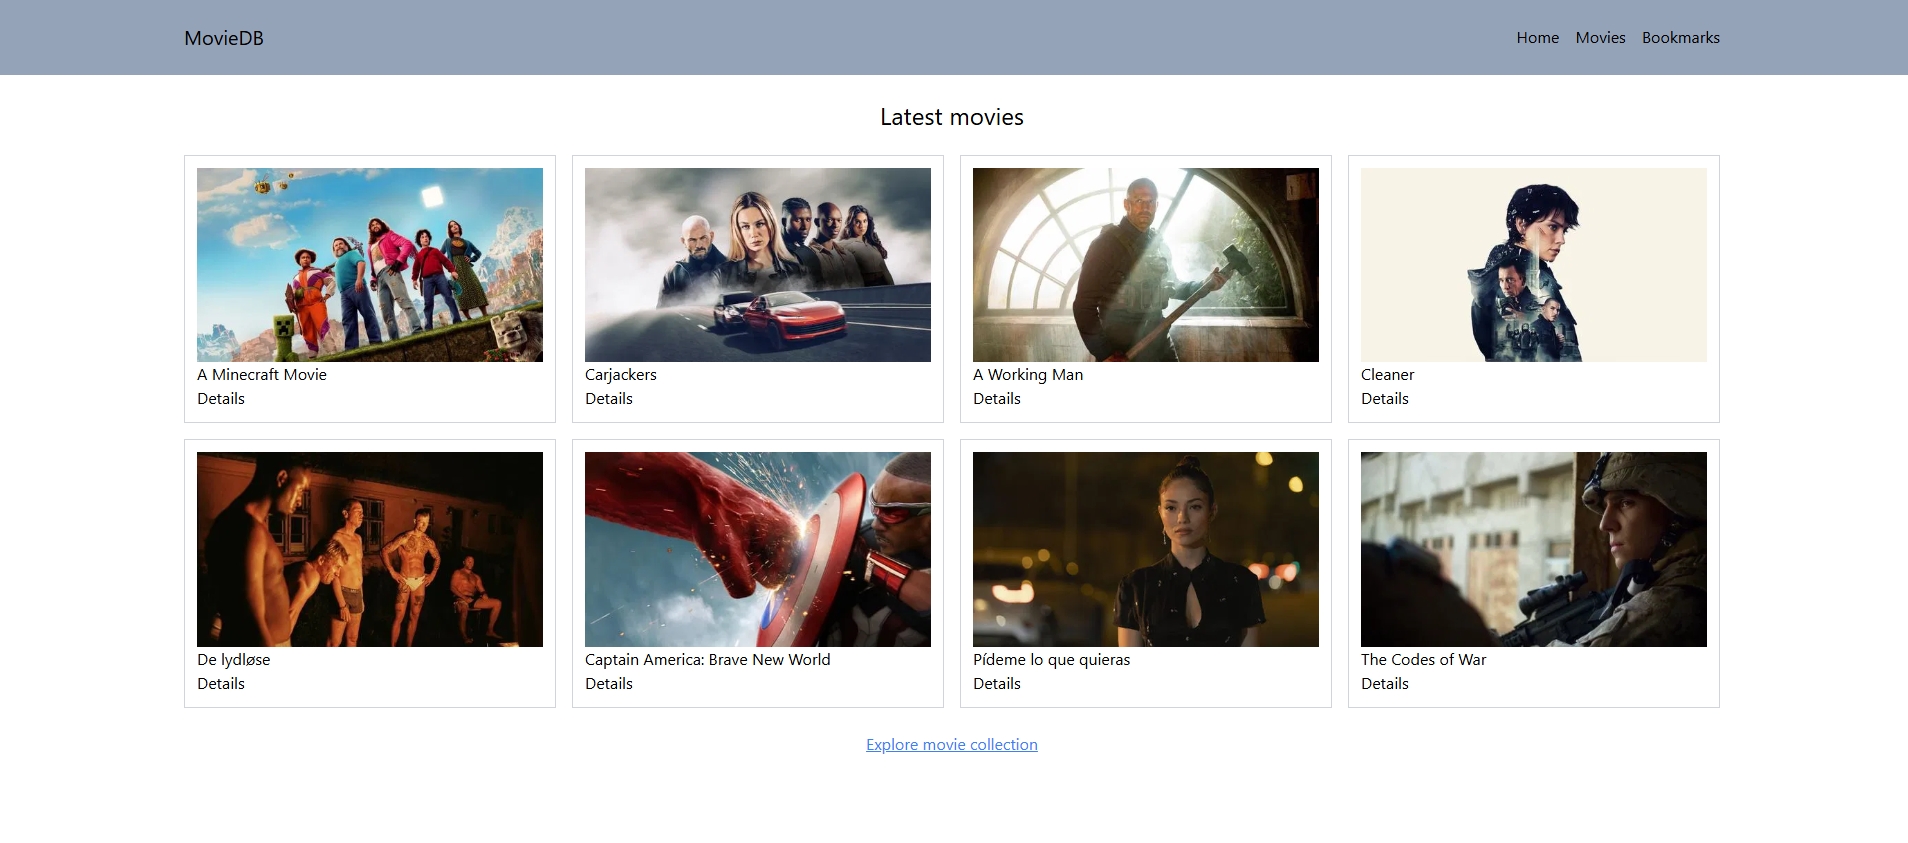 MovieDB
Home Movies Bookmarks
Latest movies
A Minecraft Movie
Details
Carjackers
Details
A Working Man
Details
Cleaner
Details
De lydløse
Details
Captain America: Brave New World
Details
Pídeme lo que quieras
Details
The Codes of War
Details
Explore movie collection